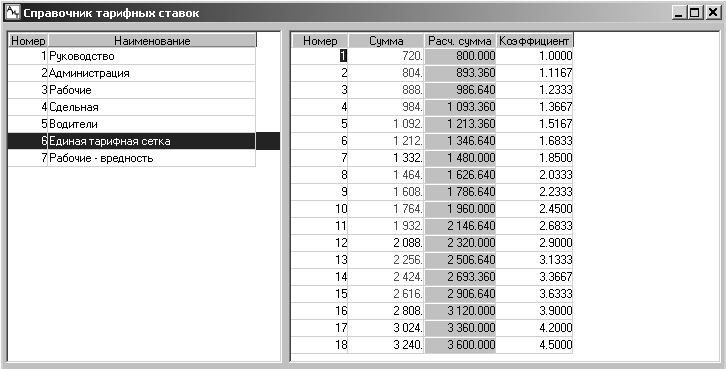 Справочник тарифных ставок
Номер Наименование
1 Руководство
2 Администрация
3 Рабочие
4 Сдельная
5 Водители
6 Единая тарифная сетка
7 Рабочие - вредность
Номер Сумма Расч. сумма Коэффициент
1 720. 800.000 1.0000
2 804. 893.360 1.1167
3 888. 986.640 1.2333
4 984. 1 093.360 1.3667
5 1 092. 1 213.360 1.5167
6 1 212. 1 346.640 1.6833
7 1 332. 1 480.000 1.8500
8 1 464. 1 626.640 2.0333
9 1 608. 1 786.640 2.2333
10 1 764. 1 960.000 2.4500
11 1 932. 2 146.640 2.6833
12 2 088. 2 320.000 2.9000
13 2 256. 2 506.640 3.1333
14 2 424. 2 693.360 3.3667
15 2 616. 2 906.640 3.6333
16 2 808. 3 120.000 3.9000
17 3 024. 3 360.000 4.2000
18 3 240. 3 600.000 4.5000